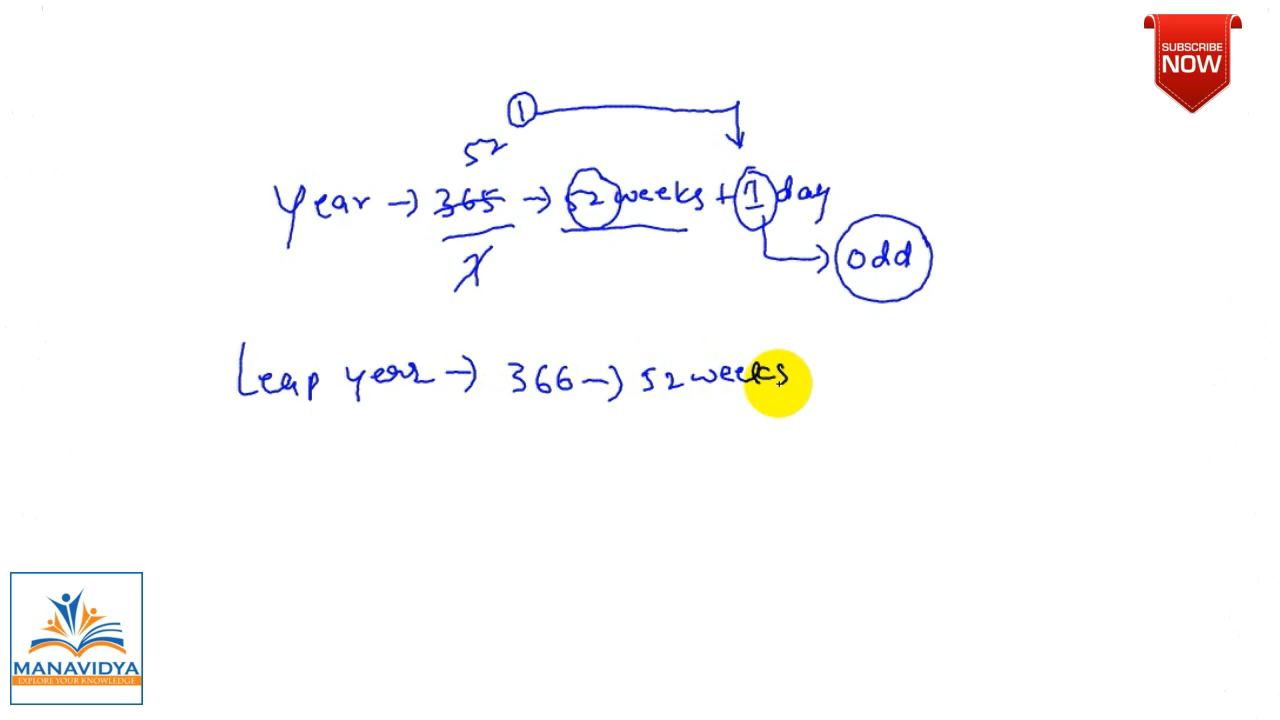 SUBSCRIBE
NOW
1
52
Year → 365 → 52 weeks + 1 day
7
odd
Leap year → 366 → 52 weeks
MANAVIDYA
EXPLORE YOUR KNOWLEDGE